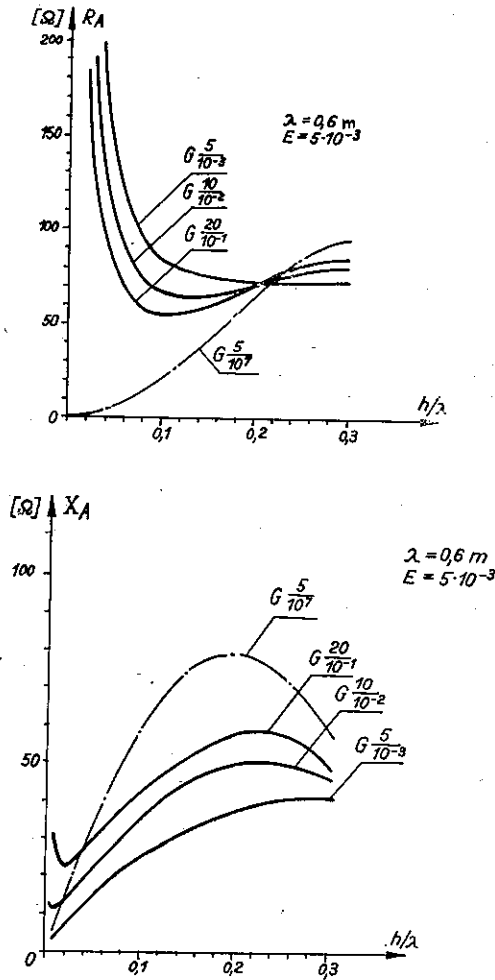 [Ω] R_A
200
λ = 0,6 m
E = 5·10⁻³
150
G 5/10⁻³
G 10/10⁻²
G 20/10⁻¹
100
50
G 5/10⁷
0
h/λ
0,1 0,2 0,3
[Ω] X_A
λ = 0,6 m
E = 5·10⁻³
100
G 5/10⁷
G 20/10⁻¹
G 10/10⁻²
G 5/10⁻³
50
0
h/λ
0,1 0,2 0,3